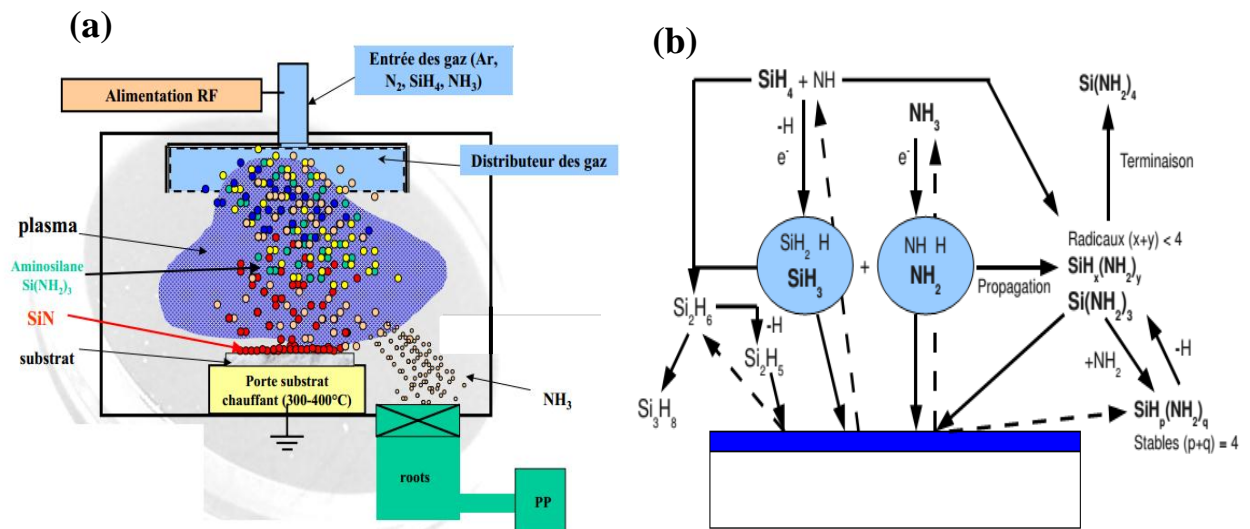 (a)
Entrée des gaz (Ar,
N₂, SiH₄, NH₃)
Alimentation RF
Distributeur des gaz
plasma
Aminosilane
Si(NH₂)₃
SiN
substrat
Porte substrat
chauffant (300-400°C)
NH₃
roots
PP
(b)
SiH₄ + NH
-H
e⁻
NH₃
e⁻
Si(NH₂)₄
Terminaison
SiH₂ H
SiH₃
+
NH H
NH₂
Propagation
Radicaux (x+y) < 4
SiHₓ(NH₂)y
Si(NH₂)₃
Si₂H₆
-H
Si₂H₅
Si₃H₈
+NH₂
-H
SiHₚ(NH₂)q
Stables (p+q) = 4